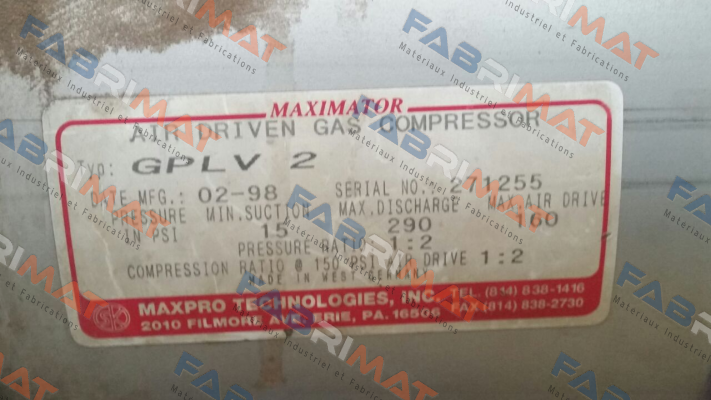 MAXIMATOR
AIR DRIVEN GAS COMPRESSOR
Typ: GPLV 2
DATE MFG.: 02-98 SERIAL NO.: 271255
PRESSURE MIN.SUCTION MAX.DISCHARGE MAX.AIR DRIVE
N PSI 15 290 160
PRESSURE RATIO 1:2
COMPRESSION RATIO @ 150 PSI AIR DRIVE 1:2
MADE IN WEST GERMANY
MAXPRO TECHNOLOGIES, INC. TEL. (814) 838-1416
2010 FILMORE AVE. ERIE, PA. 16506 FAX (814) 838-2730
FABRIMAT
Materiaux Industriel et Fabrications